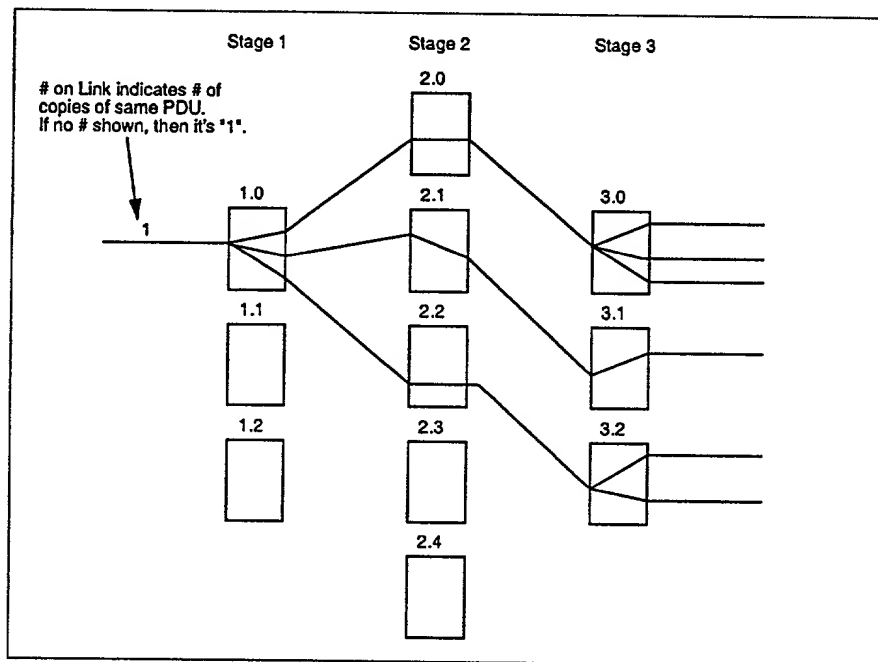 Stage 1
Stage 2
Stage 3
# on Link indicates # of
copies of same PDU.
If no # shown, then it's "1".
2.0
1.0
2.1
3.0
1
1.1
2.2
3.1
1.2
2.3
3.2
2.4